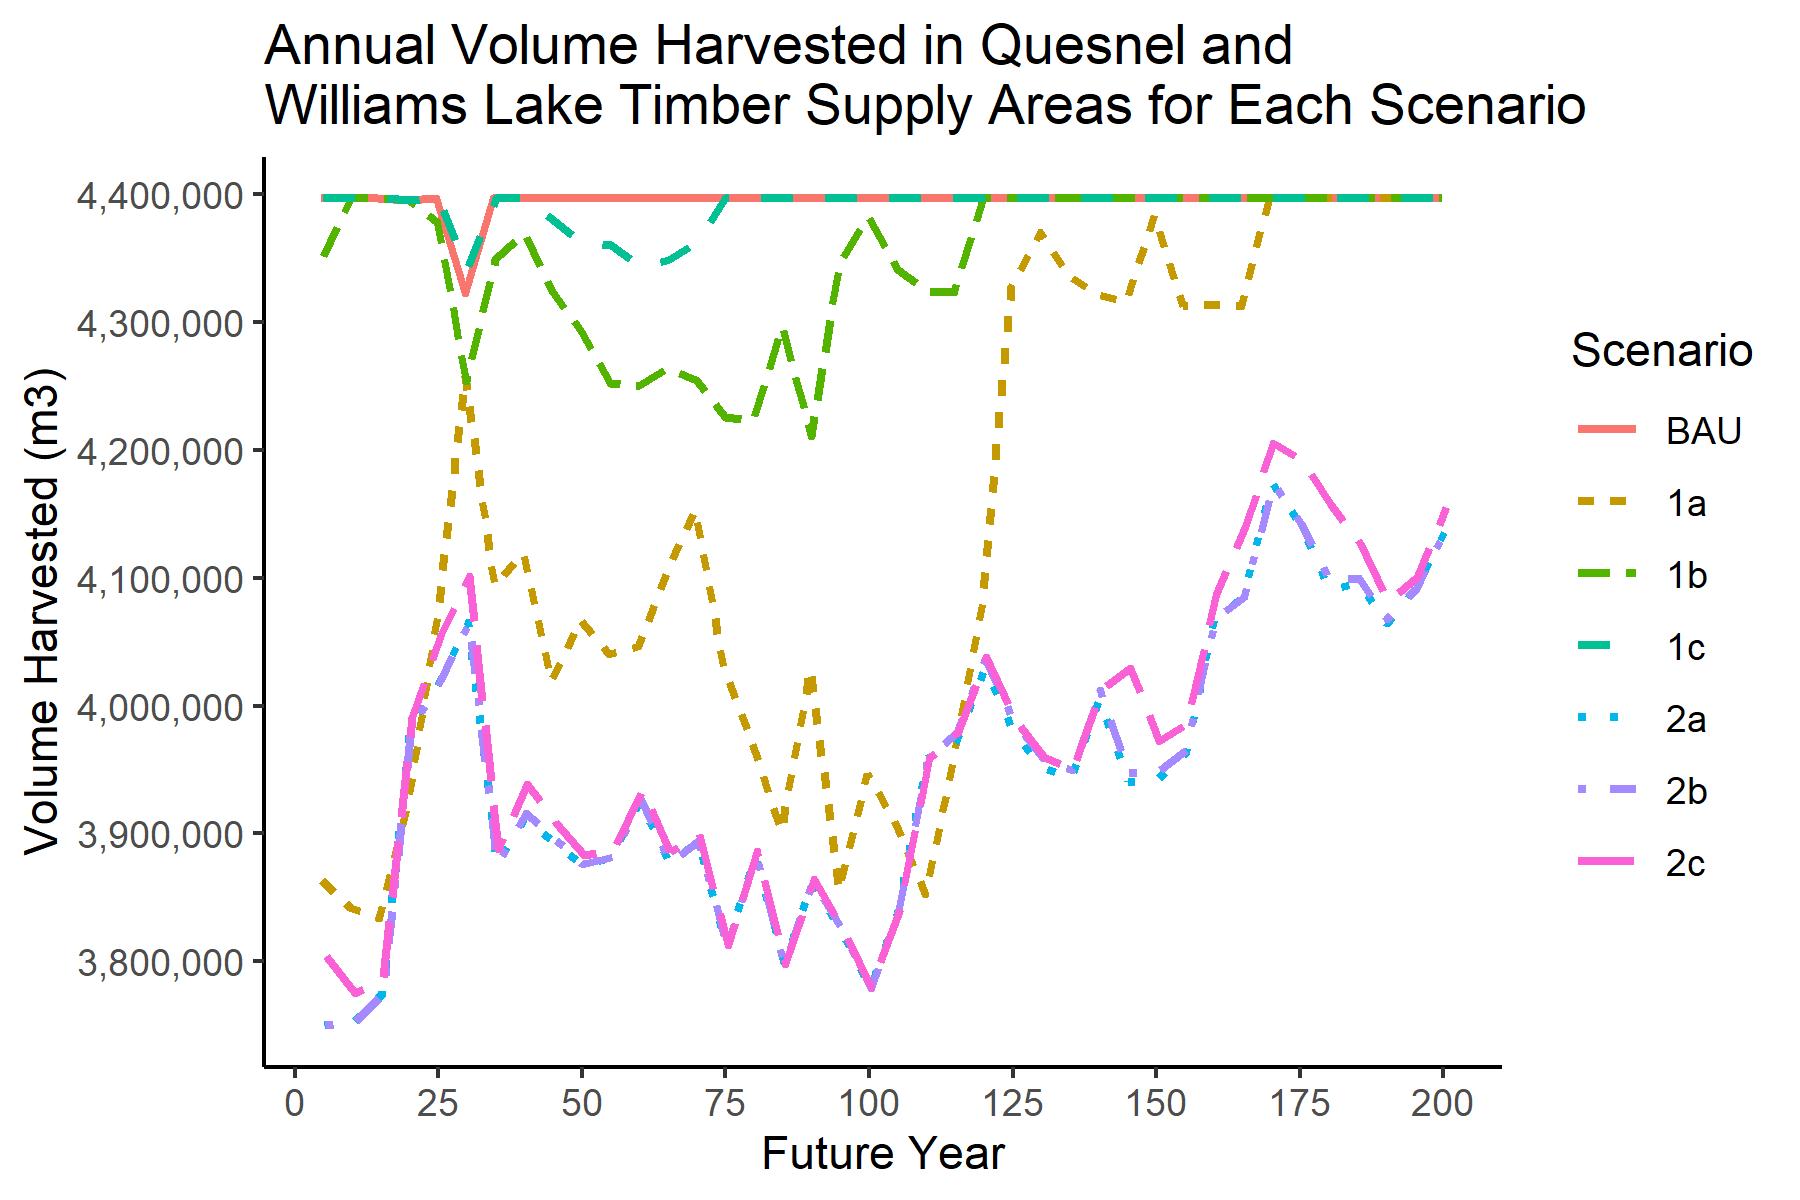 Annual Volume Harvested in Quesnel and
Williams Lake Timber Supply Areas for Each Scenario
Volume Harvested (m3)
4,400,000
4,300,000
4,200,000
4,100,000
4,000,000
3,900,000
3,800,000
0 25 50 75 100 125 150 175 200
Future Year
Scenario
BAU
1a
1b
1c
2a
2b
2c